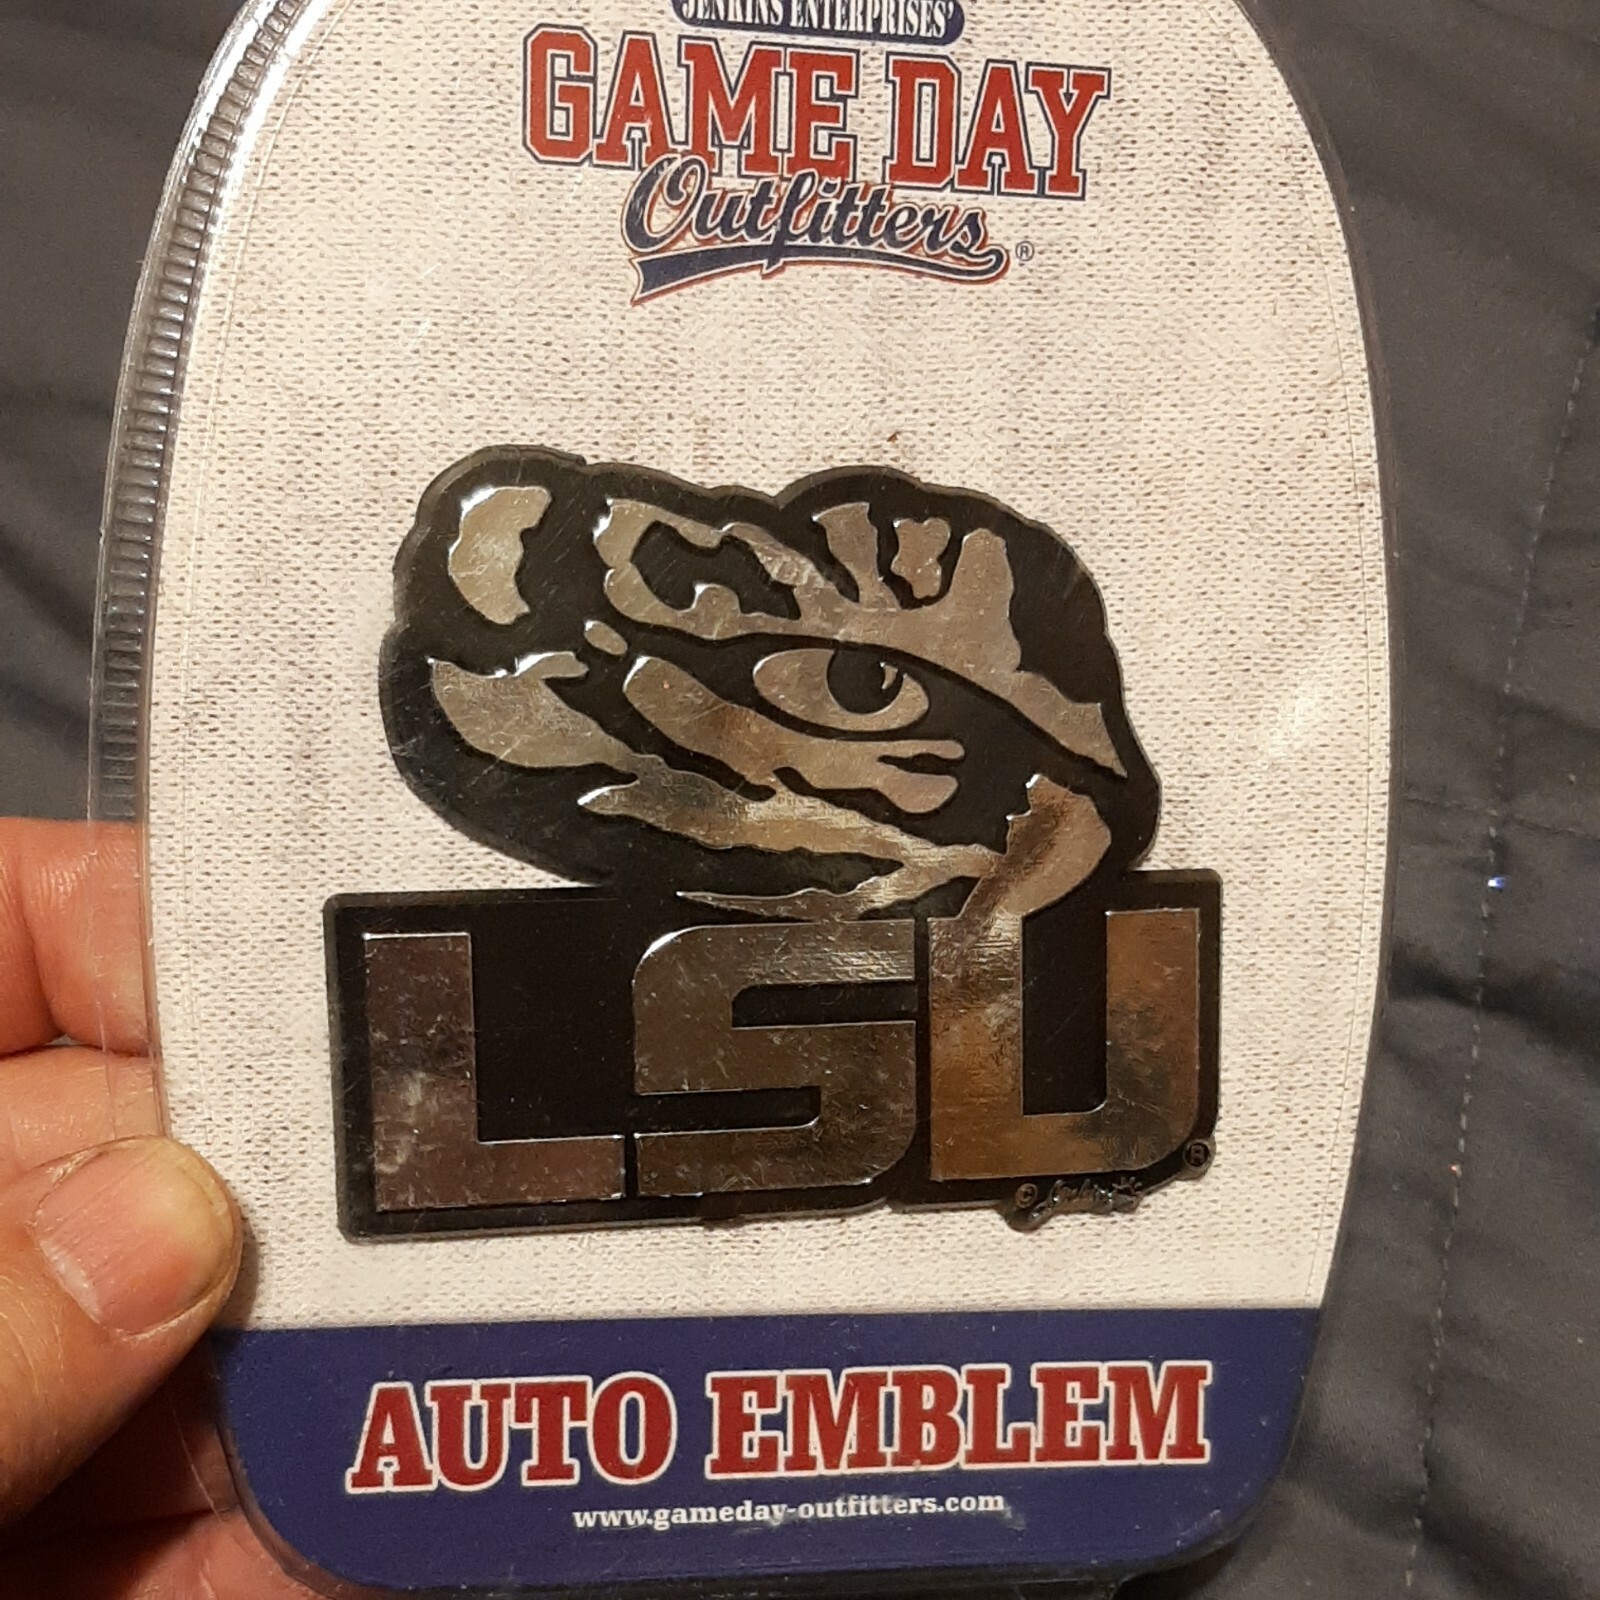 JENKINS ENTERPRISES'
GAME DAY
Outfitters®
LSU®
©
AUTO EMBLEM
www.gameday-outfitters.com